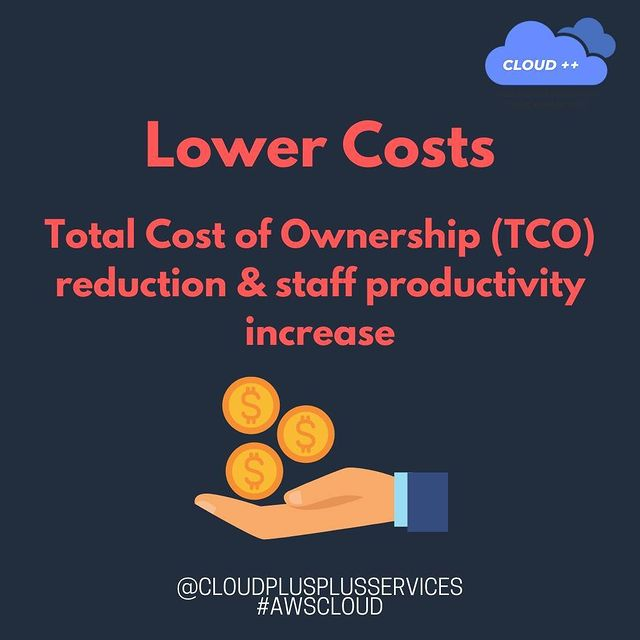 CLOUD ++
Lower Costs
Total Cost of Ownership (TCO)
reduction & staff productivity
increase
$
$
$
@CLOUDPLUSPLUSSERVICES
#AWSCLOUD